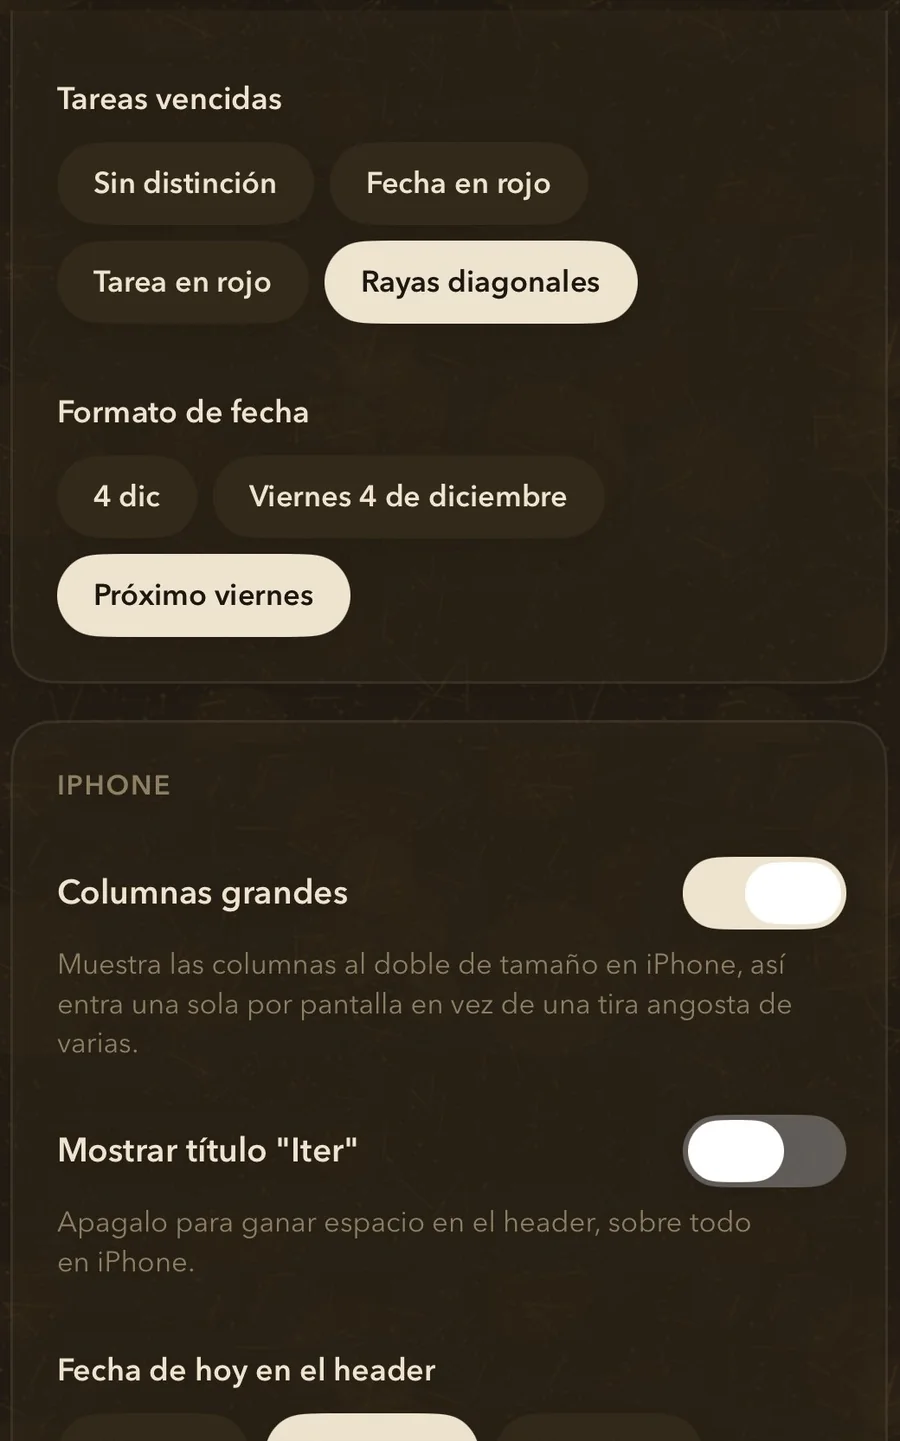 Tareas vencidas
Sin distinción
Fecha en rojo
Tarea en rojo
Rayas diagonales
Formato de fecha
4 dic
Viernes 4 de diciembre
Próximo viernes
IPHONE
Columnas grandes
Muestra las columnas al doble de tamaño en iPhone, así
entra una sola por pantalla en vez de una tira angosta de
varias.
Mostrar título "Iter"
Apagalo para ganar espacio en el header, sobre todo
en iPhone.
Fecha de hoy en el header